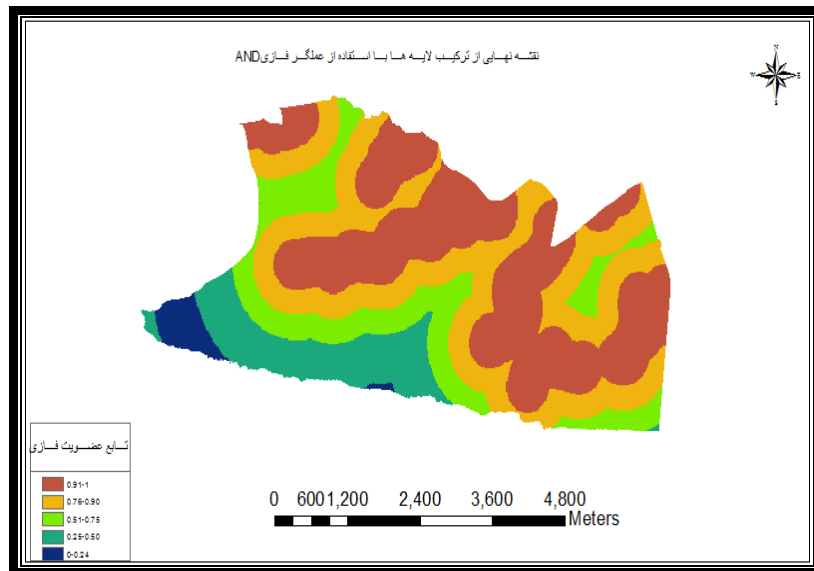 نقشه نهایی از ترکیب لایه ها با استفاده از عملگر فازیAND
N
S
تابع عضویت فازی
0.91-1
0.76-0.90
0.51-0.75
0.25-0.50
0-0.24
0 600 1,200 2,400 3,600 4,800
Meters